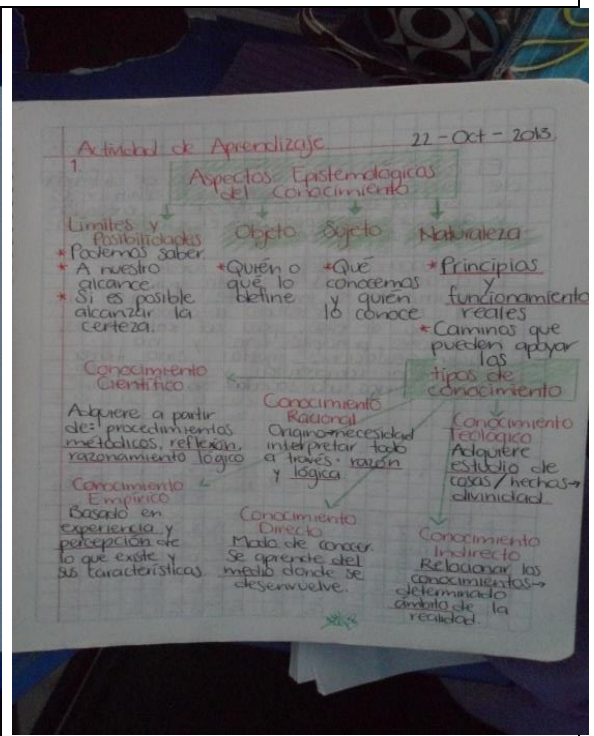 Actividad de Aprendizaje
22 - Oct - 2013
1.
Aspectos Epistemológicos
del Conocimiento
Limites y
Posibilidades
* Podemos saber
* A nuestro
alcance.
* Si es posible
alcanzar la
certeza.
Objeto
* Quién o
qué lo
define
Sujeto
* Qué
conocemos
y quien
lo conoce
Naturaleza
* Principios
y
funcionamiento
reales
* Caminos que
pueden apoyar
los
tipos de
conocimiento
Conocimiento
Científico
Adquiere a partir
de: procedimientos
metódicos, reflexión,
razonamiento lógico
Conocimiento
Racional
Origina→necesidad
interpretar todo
a través: razón
y lógica
Conocimiento
Teológico
Adquiere
estudio de
cosas/hechos→
divinidad.
Conocimiento
Empírico
Basado en
experiencia y
percepción de
lo que existe y
sus características
Conocimiento
Directo
Modo de conocer
se aprende del
medio donde se
desenvuelve.
Conocimiento
Indirecto
Relacionar los
conocimientos→
determinado
ámbito de la
realidad.